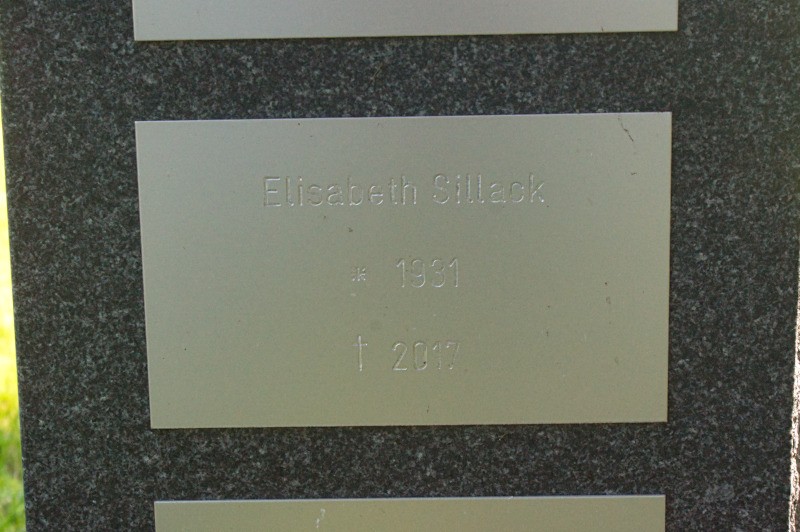 Elisabeth Sillack
* 1931
† 2017